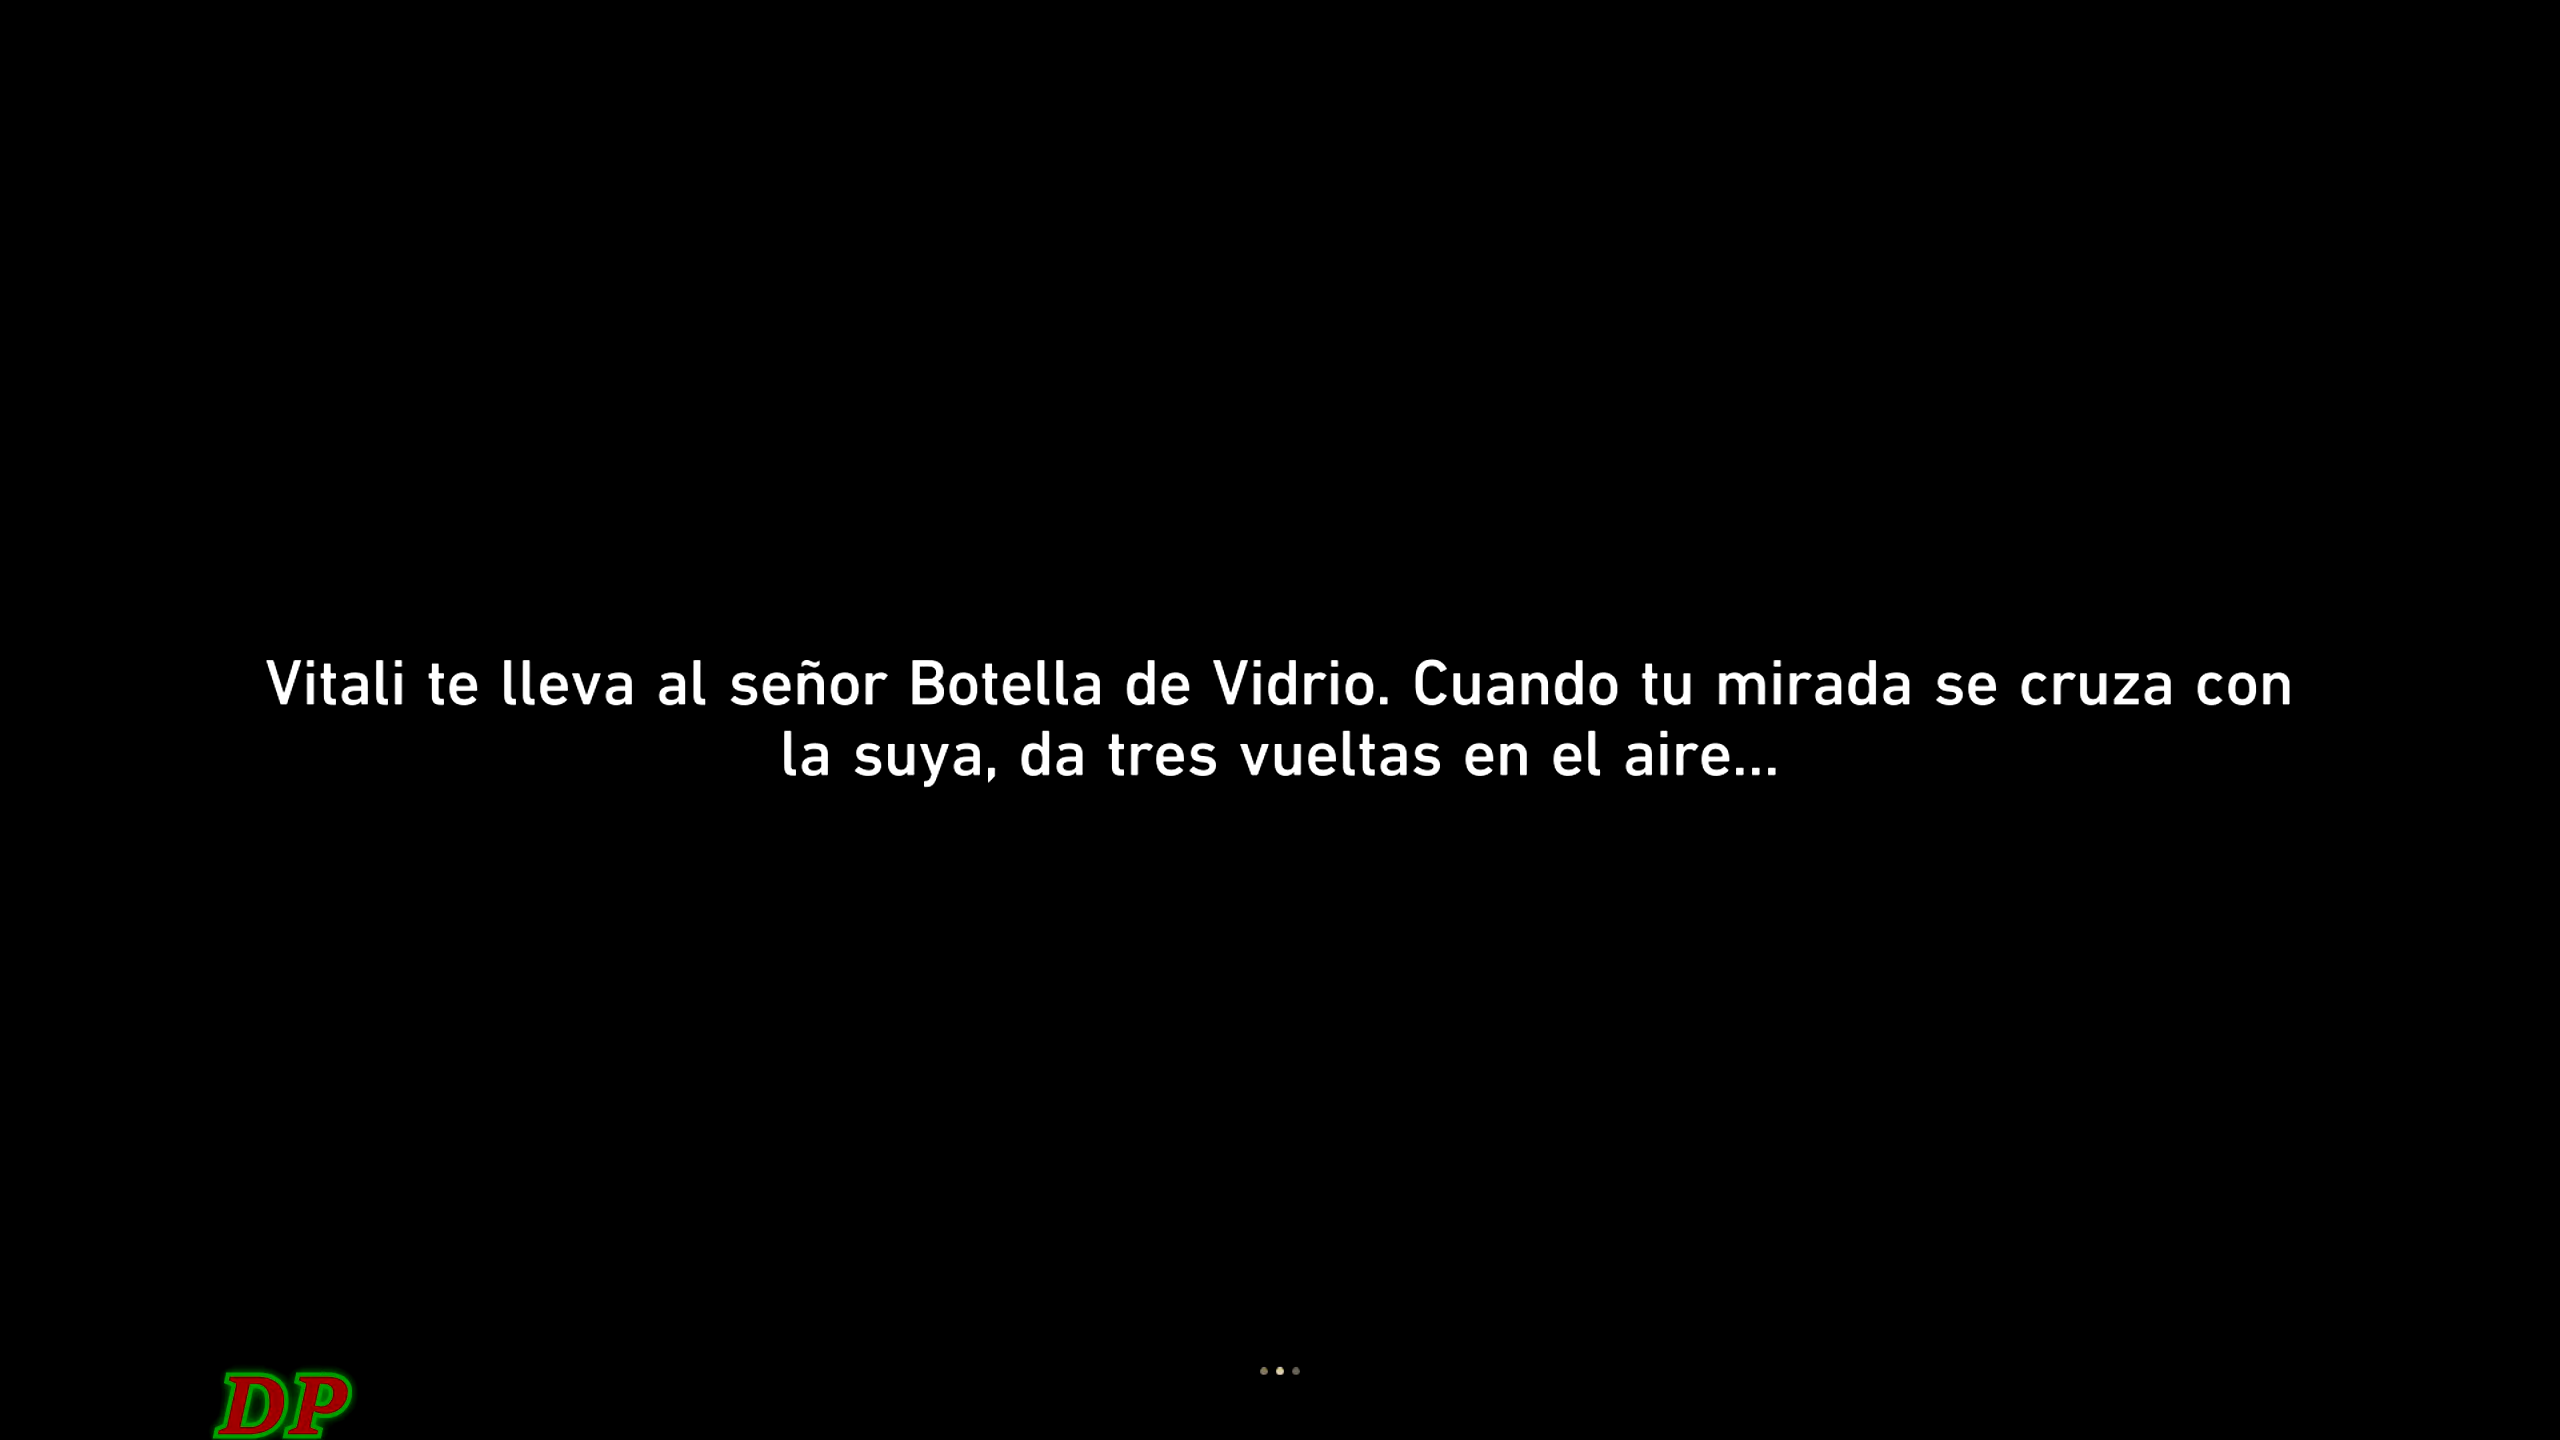 Vitali te lleva al señor Botella de Vidrio. Cuando tu mirada se cruza con
la suya, da tres vueltas en el aire...
DP